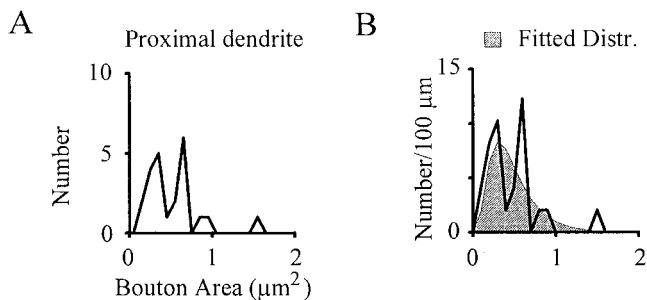 A
Proximal dendrite
10
5
0
Number
0
1
2
Bouton Area (μm²)
B
Fitted Distr.
15
0
Number/100 μm
0
1
2